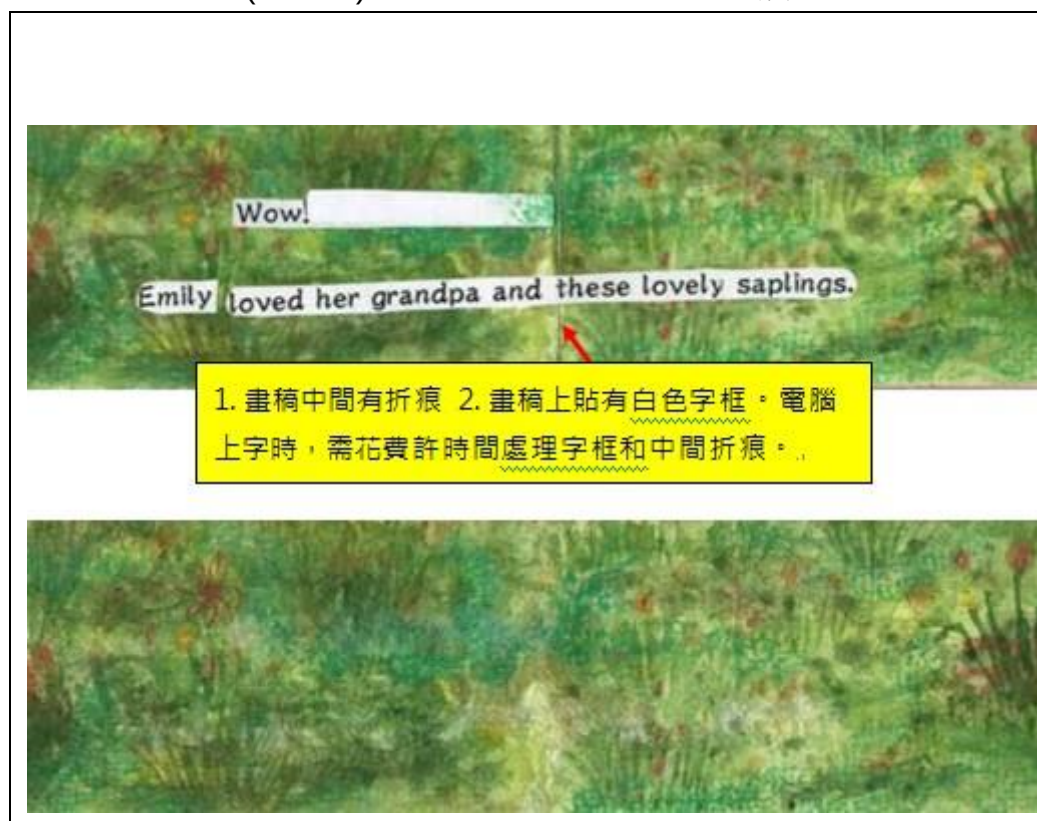 Wow!
Emily loved her grandpa and these lovely saplings.
1. 畫稿中間有折痕 2. 畫稿上貼有白色字框。電腦
上字時，需花費許時間處理字框和中間折痕。